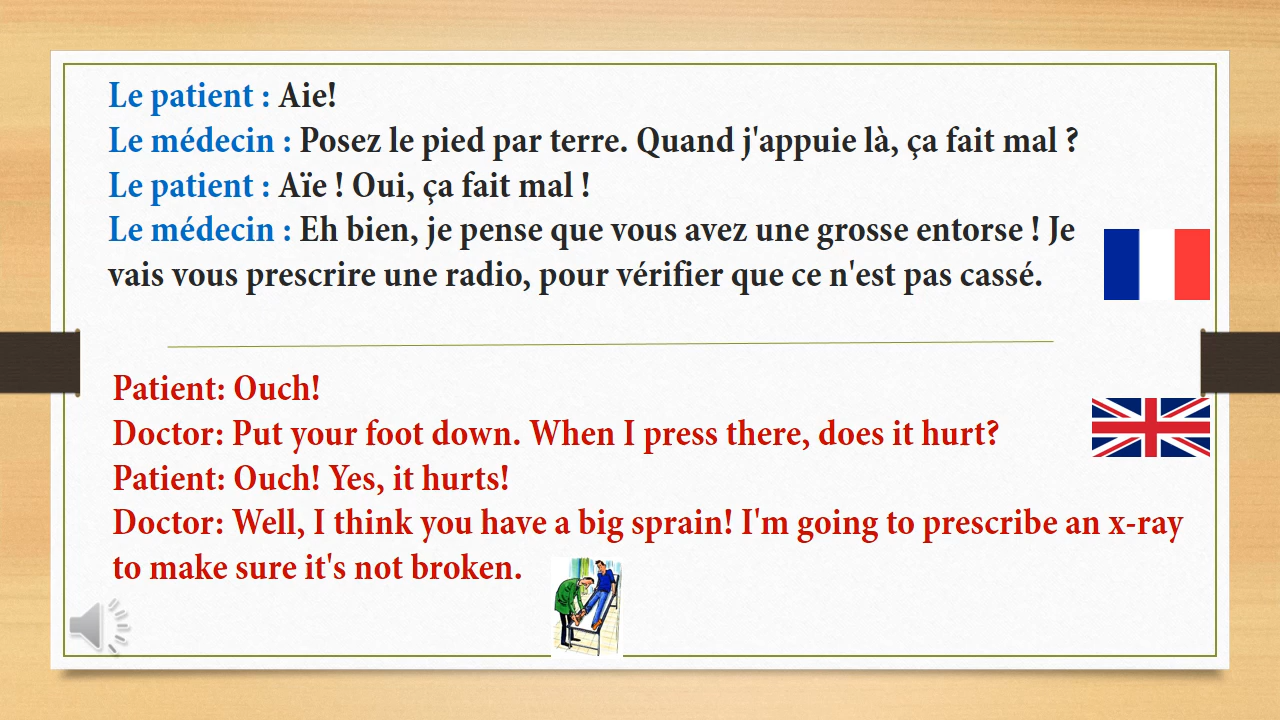 Le patient : Aie!
Le médecin : Posez le pied par terre. Quand j'appuie là, ça fait mal ?
Le patient : Aïe ! Oui, ça fait mal !
Le médecin : Eh bien, je pense que vous avez une grosse entorse ! Je
vais vous prescrire une radio, pour vérifier que ce n'est pas cassé.
Patient: Ouch!
Doctor: Put your foot down. When I press there, does it hurt?
Patient: Ouch! Yes, it hurts!
Doctor: Well, I think you have a big sprain! I'm going to prescribe an x-ray
to make sure it's not broken.